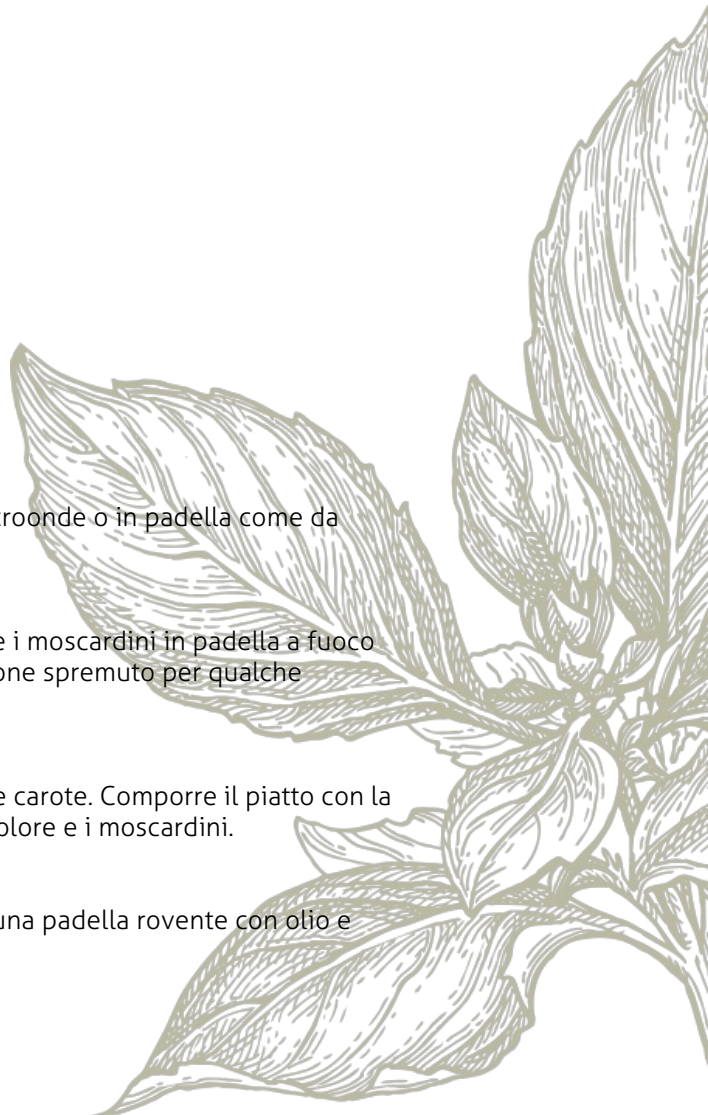 croonde o in padella come da
e i moscardini in padella a fuoco
one spremuto per qualche
e carote. Comporre il piatto con la
olore e i moscardini.
una padella rovente con olio e